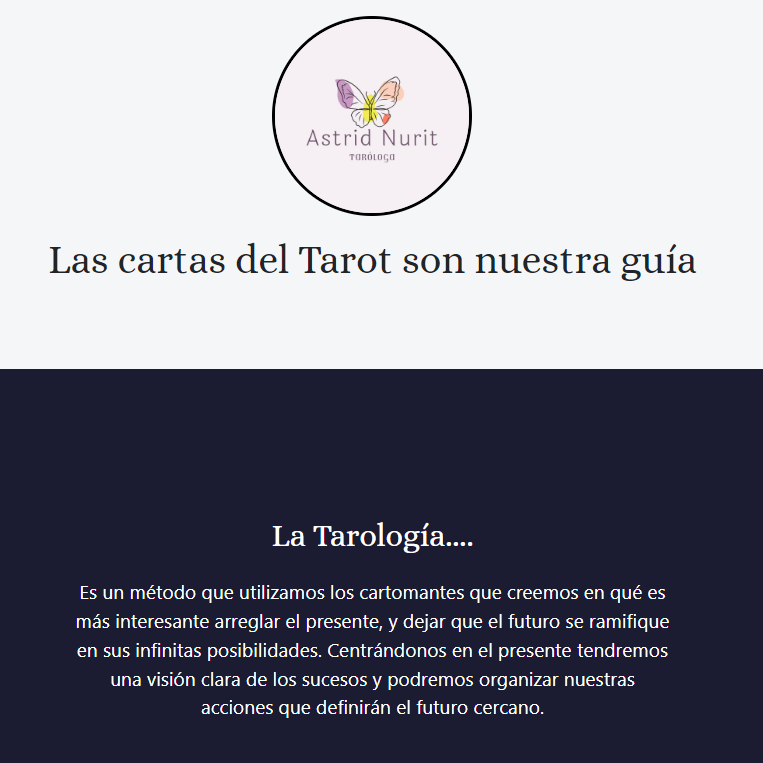 Astrid Nurit
TARÓLOGA
Las cartas del Tarot son nuestra guía
La Tarología....
Es un método que utilizamos los cartomantes que creemos en qué es
más interesante arreglar el presente, y dejar que el futuro se ramifique
en sus infinitas posibilidades. Centrándonos en el presente tendremos
una visión clara de los sucesos y podremos organizar nuestras
acciones que definirán el futuro cercano.